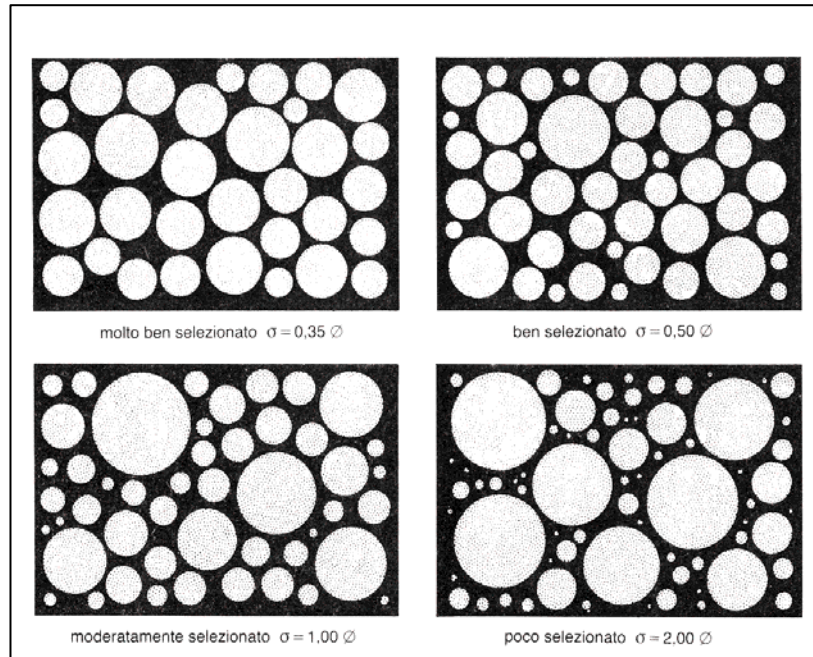 molto ben selezionato σ = 0,35 ∅
ben selezionato σ = 0,50 ∅
moderatamente selezionato σ = 1,00 ∅
poco selezionato σ = 2,00 ∅